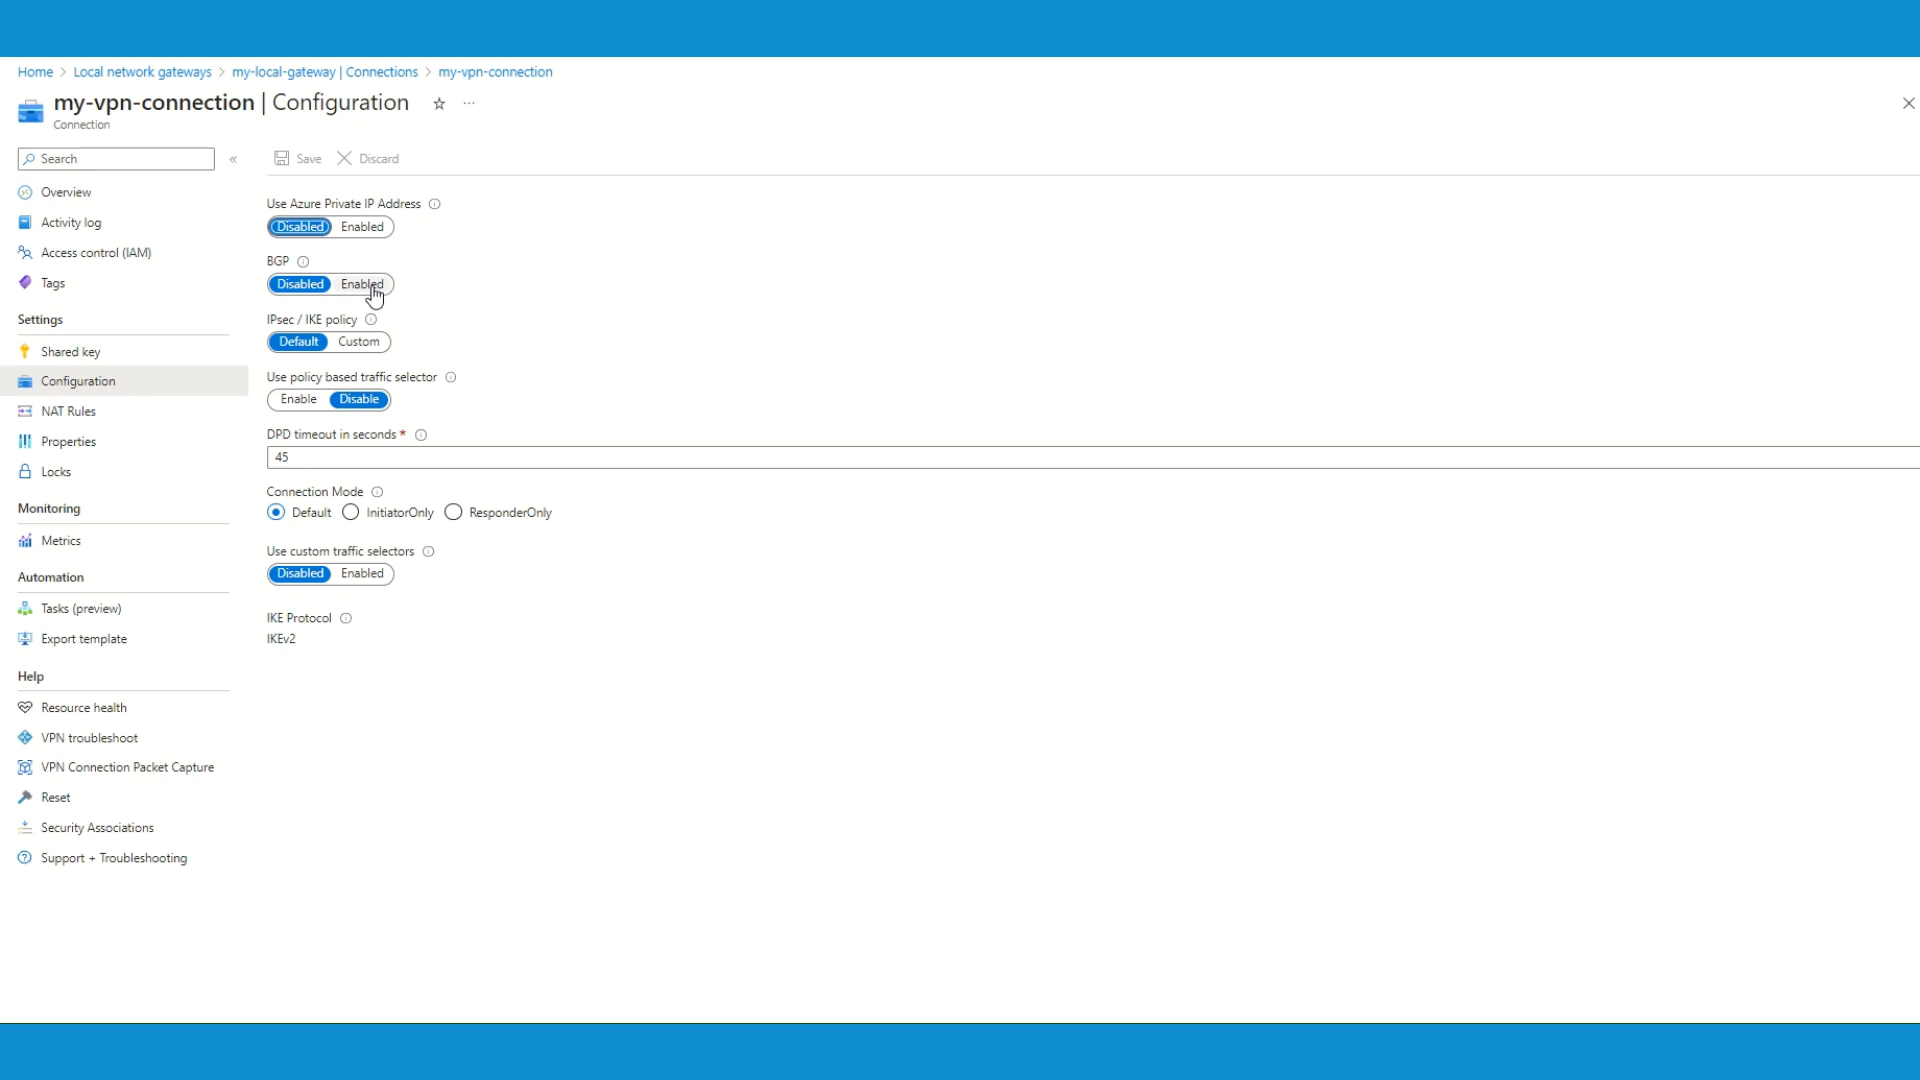 Home > Local network gateways > my-local-gateway | Connections > my-vpn-connection
my-vpn-connection | Configuration
Connection
Search
Save Discard
Overview
Activity log
Access control (IAM)
Tags
Settings
Shared key
Configuration
NAT Rules
Properties
Locks
Monitoring
Metrics
Automation
Tasks (preview)
Export template
Help
Resource health
VPN troubleshoot
VPN Connection Packet Capture
Reset
Security Associations
Support + Troubleshooting
Use Azure Private IP Address
Disabled Enabled
BGP
Disabled Enabled
IPsec / IKE policy
Default Custom
Use policy based traffic selector
Enable Disable
DPD timeout in seconds *
45
Connection Mode
Default InitiatorOnly ResponderOnly
Use custom traffic selectors
Disabled Enabled
IKE Protocol
IKEv2